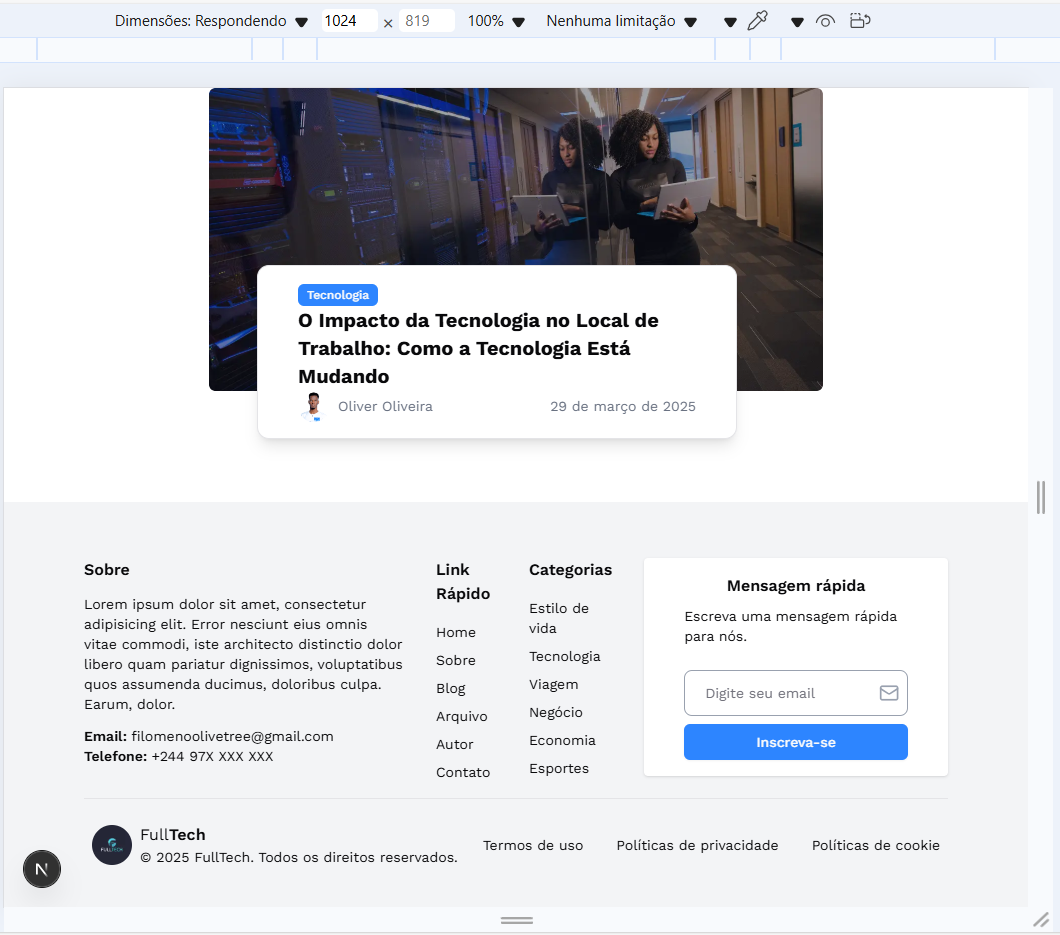 Dimensões: Respondendo 1024 × 819 100% Nenhuma limitação
Tecnologia
O Impacto da Tecnologia no Local de
Trabalho: Como a Tecnologia Está
Mudando
Oliver Oliveira 29 de março de 2025
Sobre
Lorem ipsum dolor sit amet, consectetur
adipisicing elit. Error nesciunt eius omnis
vitae commodi, iste architecto distinctio dolor
libero quam pariatur dignissimos, voluptatibus
quos assumenda ducimus, doloribus culpa.
Earum, dolor.
Email: filomenoolivetree@gmail.com
Telefone: +244 97X XXX XXX
Link
Rápido
Home
Sobre
Blog
Arquivo
Autor
Contato
Categorias
Estilo de
vida
Tecnologia
Viagem
Negócio
Economia
Esportes
Mensagem rápida
Escreva uma mensagem rápida
para nós.
Digite seu email
Inscreva-se
FULLTECH
FullTech
© 2025 FullTech. Todos os direitos reservados.
Termos de uso Políticas de privacidade Políticas de cookie
N